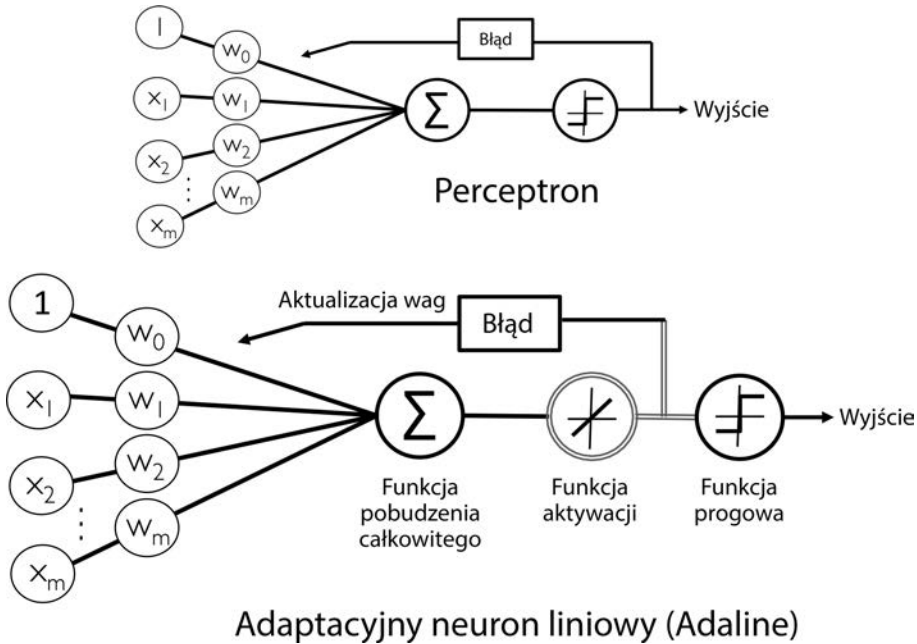 1
w0
Błąd
x1
w1
Σ
Wyjście
x2
w2
wm
xm
Perceptron
1
w0
Aktualizacja wag
Błąd
x1
w1
Σ
Wyjście
x2
w2
Funkcja
pobudzenia
całkowitego
Funkcja
aktywacji
Funkcja
progowa
wm
xm
Adaptacyjny neuron liniowy (Adaline)